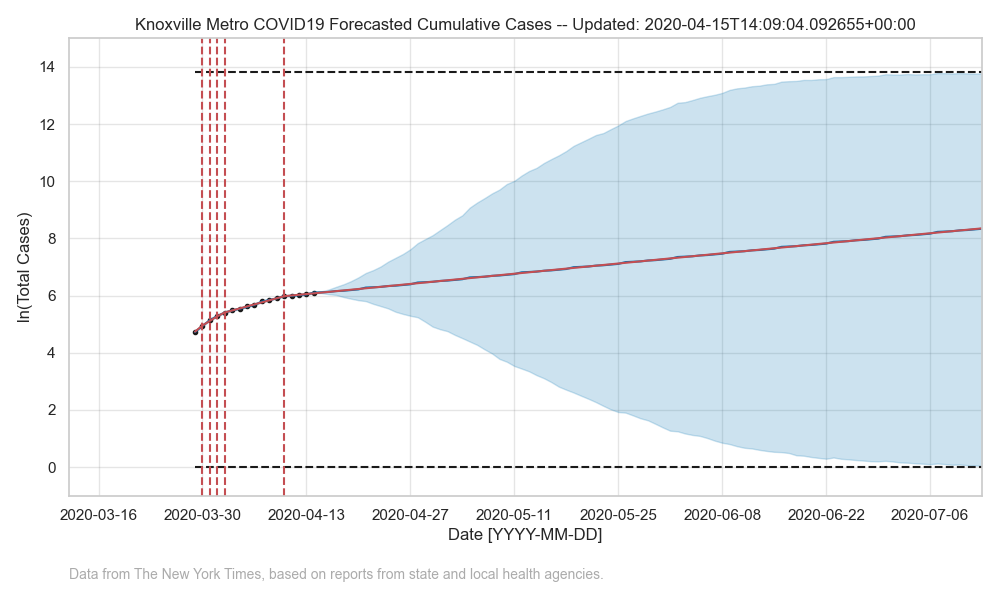 Knoxville Metro COVID19 Forecasted Cumulative Cases -- Updated: 2020-04-15T14:09:04.092655+00:00
ln(Total Cases)
14
12
10
8
6
4
2
0
2020-03-16 2020-03-30 2020-04-13 2020-04-27 2020-05-11 2020-05-25 2020-06-08 2020-06-22 2020-07-06
Date [YYYY-MM-DD]
Data from The New York Times, based on reports from state and local health agencies.